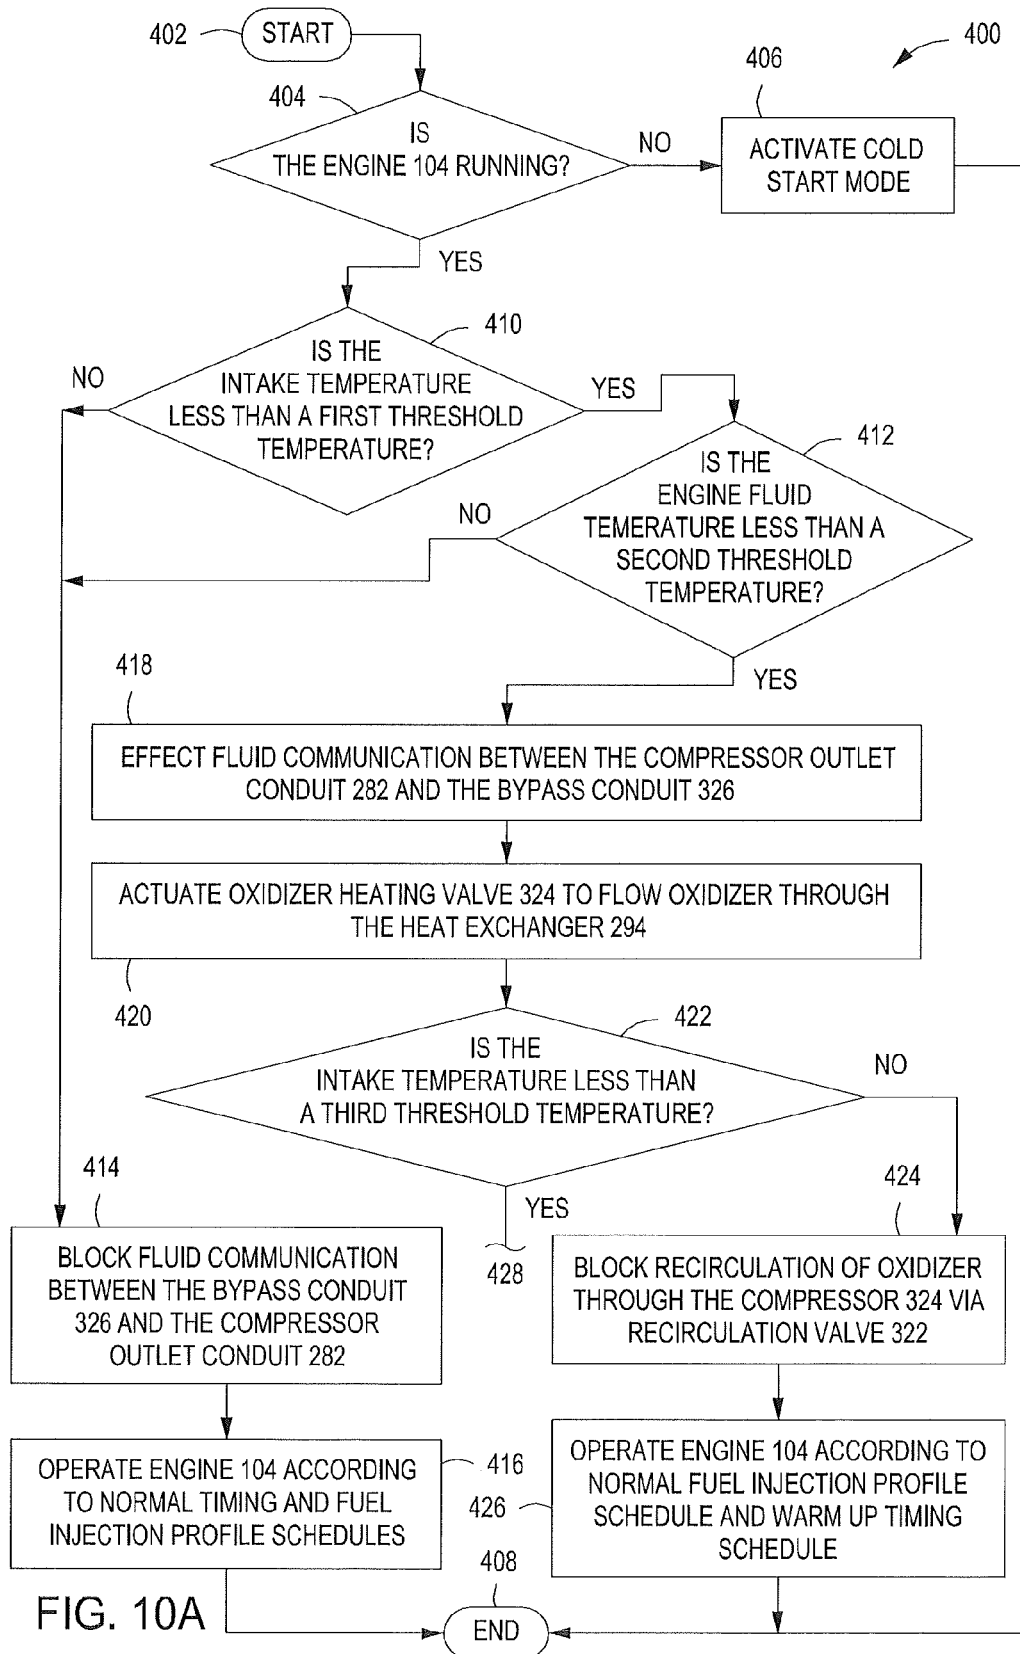 402
START
400
404
406
IS
THE ENGINE 104 RUNNING?
NO
ACTIVATE COLD
START MODE
YES
410
IS THE
INTAKE TEMPERATURE
LESS THAN A FIRST THRESHOLD
TEMPERATURE?
NO
YES
412
IS THE
ENGINE FLUID
TEMERATURE LESS THAN A
SECOND THRESHOLD
TEMPERATURE?
NO
YES
418
EFFECT FLUID COMMUNICATION BETWEEN THE COMPRESSOR OUTLET
CONDUIT 282 AND THE BYPASS CONDUIT 326
ACTUATE OXIDIZER HEATING VALVE 324 TO FLOW OXIDIZER THROUGH
THE HEAT EXCHANGER 294
420
422
IS THE
INTAKE TEMPERATURE LESS THAN
A THIRD THRESHOLD TEMPERATURE?
NO
YES
428
414
BLOCK FLUID COMMUNICATION
BETWEEN THE BYPASS CONDUIT
326 AND THE COMPRESSOR
OUTLET CONDUIT 282
424
BLOCK RECIRCULATION OF OXIDIZER
THROUGH THE COMPRESSOR 324 VIA
RECIRCULATION VALVE 322
OPERATE ENGINE 104 ACCORDING
TO NORMAL TIMING AND FUEL
INJECTION PROFILE SCHEDULES
416
426
OPERATE ENGINE 104 ACCORDING TO
NORMAL FUEL INJECTION PROFILE
SCHEDULE AND WARM UP TIMING
SCHEDULE
408
END
FIG. 10A